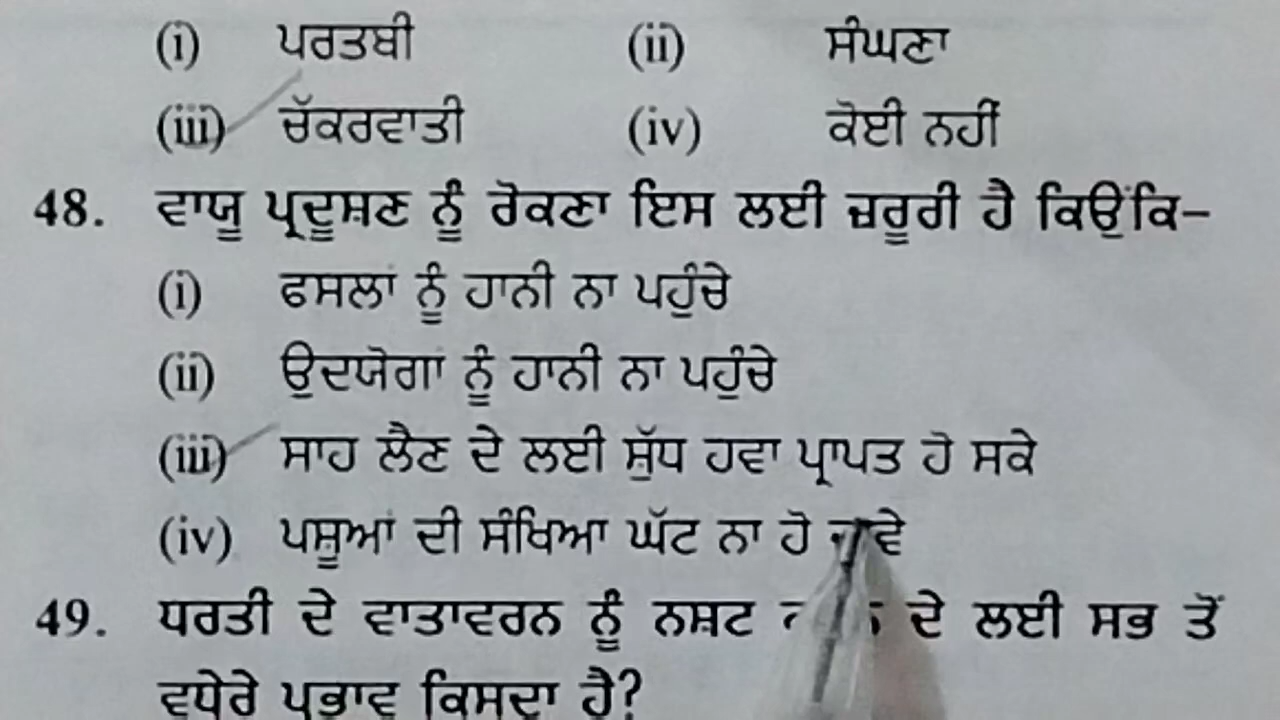 (i) ਪਰਤਬੀ (ii) ਸੰਘਣਾ
(iii) ਚੱਕਰਵਾਤੀ (iv) ਕੋਈ ਨਹੀਂ
48. ਵਾਯੂ ਪ੍ਰਦੂਸ਼ਣ ਨੂੰ ਰੋਕਣਾ ਇਸ ਲਈ ਜ਼ਰੂਰੀ ਹੈ ਕਿਉਂਕਿ-
(i) ਫਸਲਾਂ ਨੂੰ ਹਾਨੀ ਨਾ ਪਹੁੰਚੇ
(ii) ਉਦਯੋਗਾਂ ਨੂੰ ਹਾਨੀ ਨਾ ਪਹੁੰਚੇ
(iii) ਸਾਹ ਲੈਣ ਦੇ ਲਈ ਸ਼ੁੱਧ ਹਵਾ ਪ੍ਰਾਪਤ ਹੋ ਸਕੇ
(iv) ਪਸ਼ੂਆਂ ਦੀ ਸੰਖਿਆ ਘੱਟ ਨਾ ਹੋ ਜਾਵੇ
49. ਧਰਤੀ ਦੇ ਵਾਤਾਵਰਨ ਨੂੰ ਨਸ਼ਟ ਦੇ ਲਈ ਸਭ ਤੋਂ
ਵਧੇਰੇ ਪ੍ਰਭਾਵ ਕਿਸਦਾ ਹੈ?